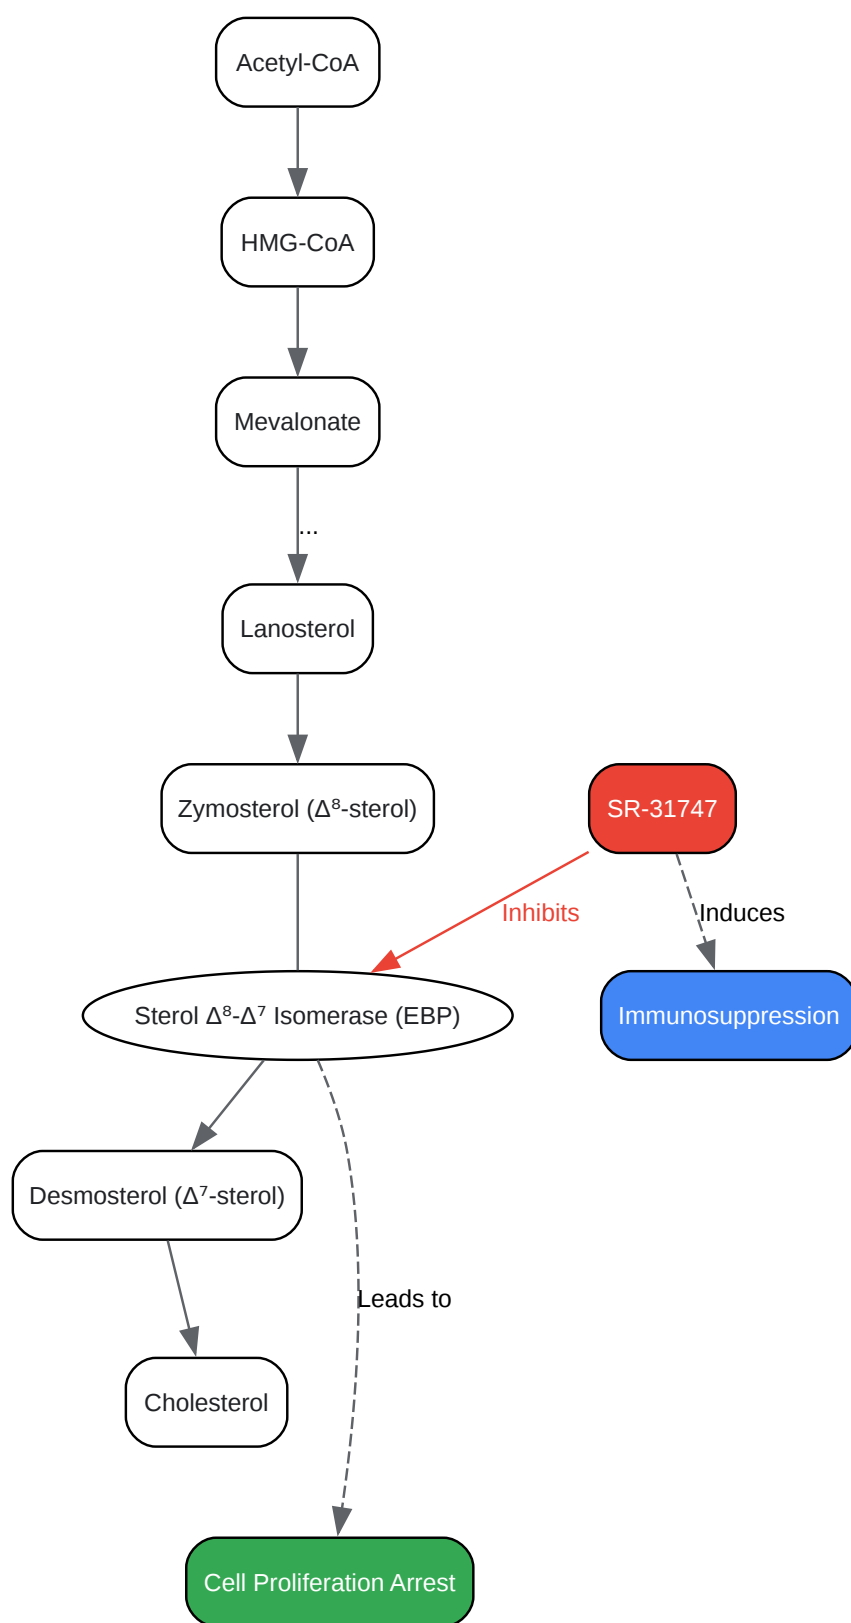 Acetyl-CoA
HMG-CoA
Mevalonate
...
Lanosterol
Zymosterol (Δ⁸-sterol)
SR-31747
Inhibits
Induces
Sterol Δ⁸-Δ⁷ Isomerase (EBP)
Immunosuppression
Desmosterol (Δ⁷-sterol)
Leads to
Cholesterol
Cell Proliferation Arrest